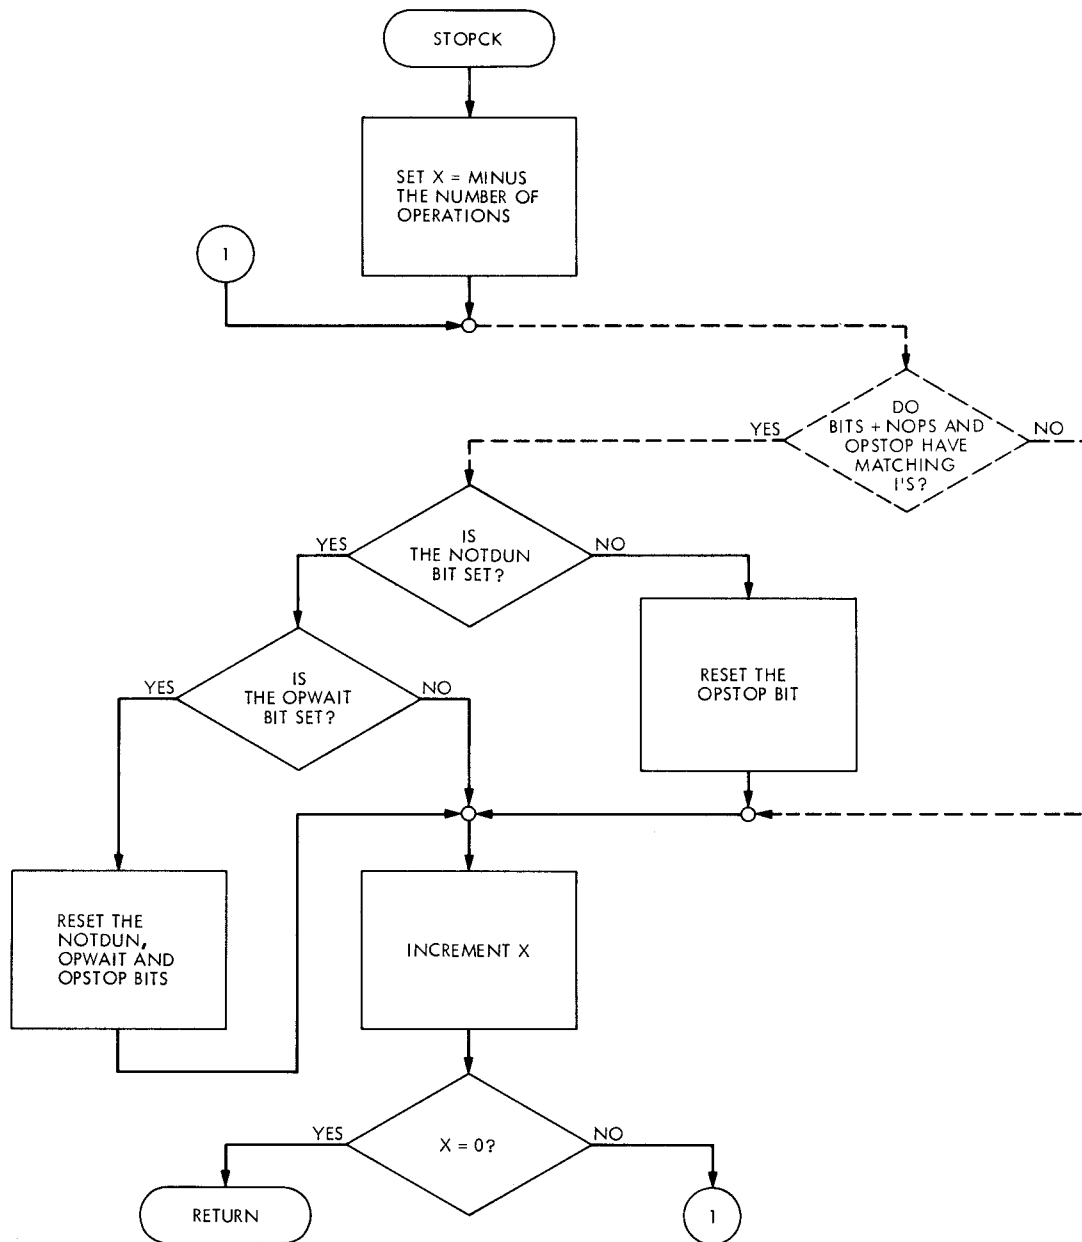 STOPCK
SET X = MINUS
THE NUMBER OF
OPERATIONS
1
DO
BITS + NOPS AND
OPSTOP HAVE
MATCHING
1'S?
YES
NO
IS
THE NOTDUN
BIT SET?
YES
NO
RESET THE
OPSTOP BIT
IS
THE OPWAIT
BIT SET?
YES
NO
RESET THE
NOTDUN,
OPWAIT AND
OPSTOP BITS
INCREMENT X
X = 0?
YES
NO
RETURN
1